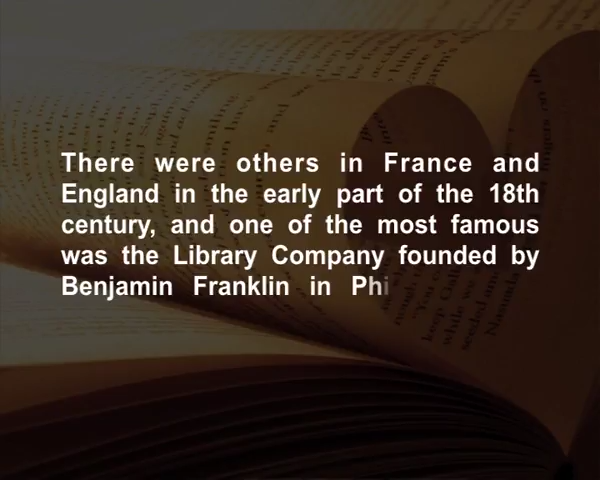 There were others in France and
England in the early part of the 18th
century, and one of the most famous
was the Library Company founded by
Benjamin Franklin in Phi